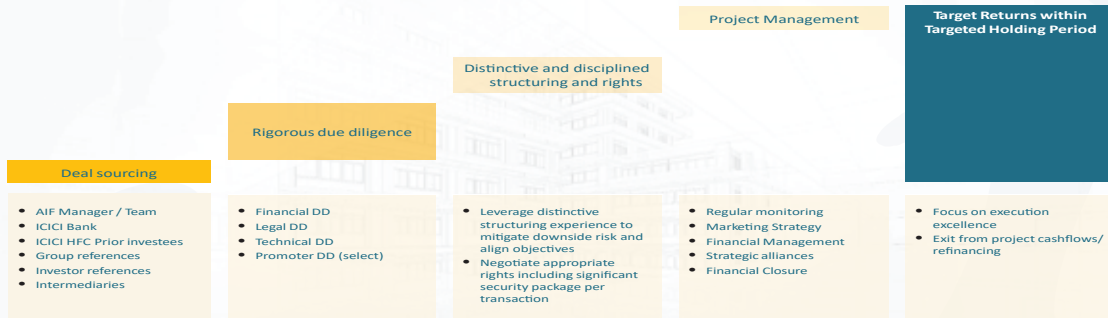 Project Management
Target Returns within
Targeted Holding Period
Distinctive and disciplined
structuring and rights
Rigorous due diligence
Deal sourcing
• AIF Manager / Team
• ICICI Bank
• ICICI HFC Prior investees
• Group references
• Investor references
• Intermediaries
• Financial DD
• Legal DD
• Technical DD
• Promoter DD (select)
• Leverage distinctive
structuring experience to
mitigate downside risk and
align objectives
• Negotiate appropriate
rights including significant
security package per
transaction
• Regular monitoring
• Marketing Strategy
• Financial Management
• Strategic alliances
• Financial Closure
• Focus on execution
excellence
• Exit from project cashflows/
refinancing